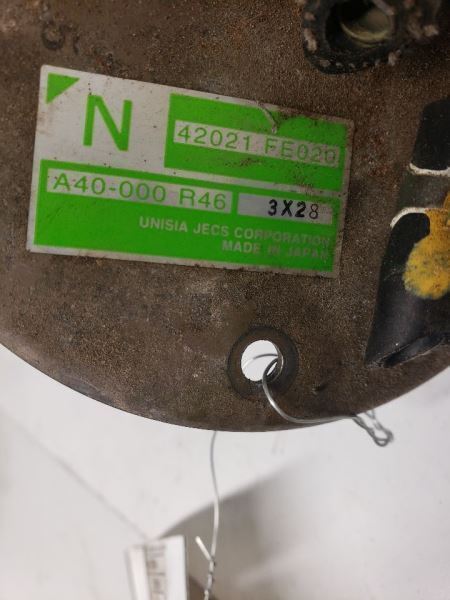 N
42021 FE020
A40-000 R46
3X28
UNISIA JECS CORPORATION
MADE IN JAPAN